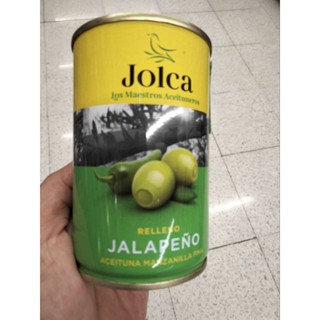 Jolca
Los Maestros Aceituneros
RELLENO
JALAPEÑO
ACEITUNA MANZANILLA